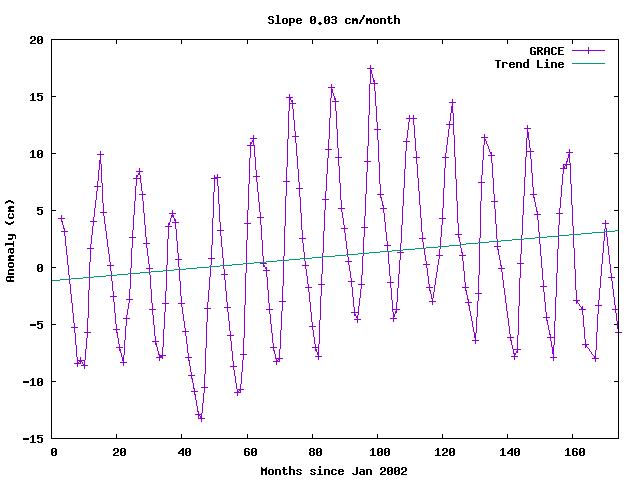 Slope 0.03 cm/month
20
15
10
5
0
-5
-10
-15
Anomaly (cm)
GRACE
Trend Line
0 20 40 60 80 100 120 140 160
Months since Jan 2002